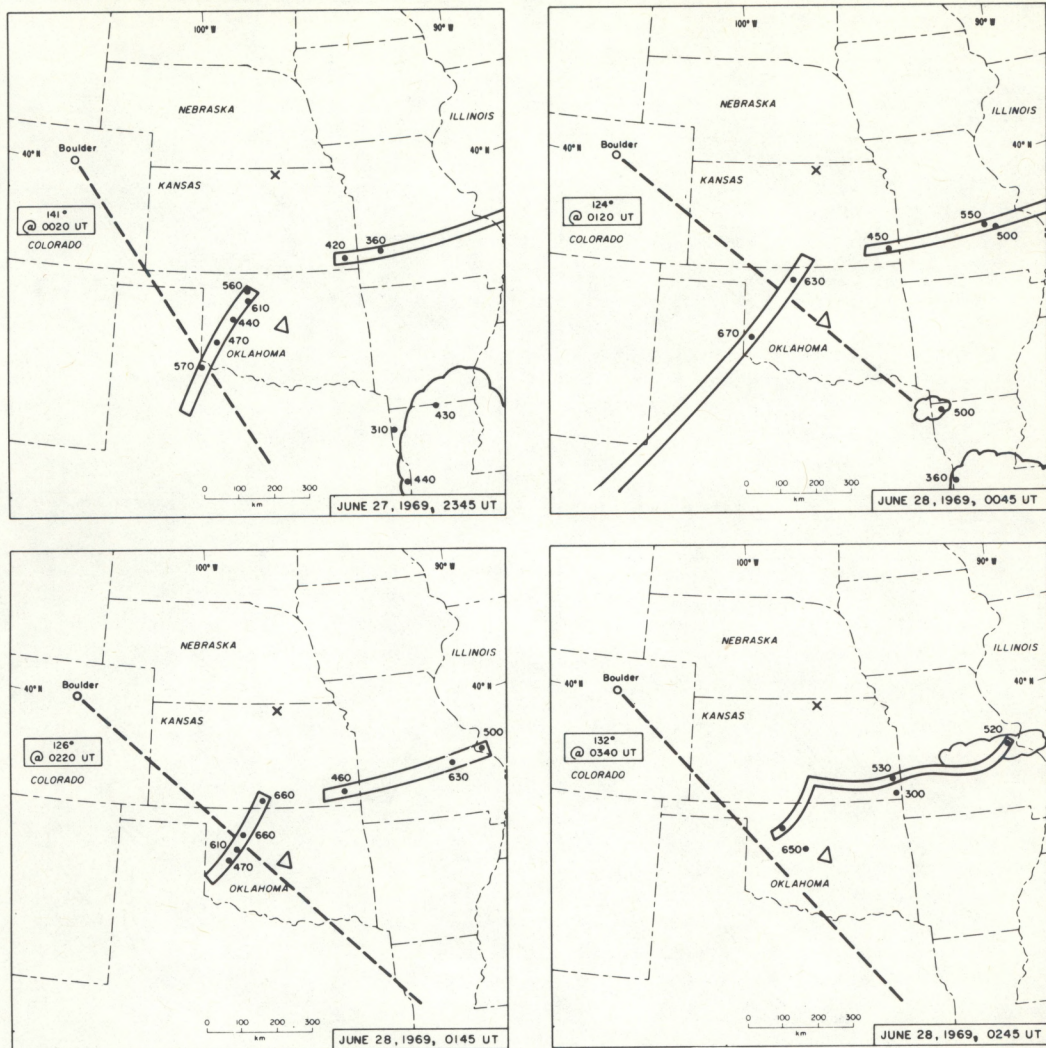 100° W
90° W
NEBRASKA
ILLINOIS
40° N
Boulder
40° N
KANSAS
141°
@ 0020 UT
COLORADO
420
360
560
610
440
470
OKLAHOMA
570
430
310
440
0 100 200 300
km
JUNE 27, 1969, 2345 UT
100° W
90° W
NEBRASKA
ILLINOIS
40° N
Boulder
40° N
KANSAS
124°
@ 0120 UT
COLORADO
550
450
500
630
670
OKLAHOMA
500
360
0 100 200 300
km
JUNE 28, 1969, 0045 UT
100° W
90° W
NEBRASKA
ILLINOIS
40° N
Boulder
40° N
KANSAS
126°
@ 0220 UT
COLORADO
500
630
460
660
660
610
470
OKLAHOMA
0 100 200 300
km
JUNE 28, 1969, 0145 UT
100° W
90° W
NEBRASKA
ILLINOIS
40° N
Boulder
40° N
KANSAS
132°
@ 0340 UT
COLORADO
520
530
300
650
OKLAHOMA
0 100 200 300
km
JUNE 28, 1969, 0245 UT